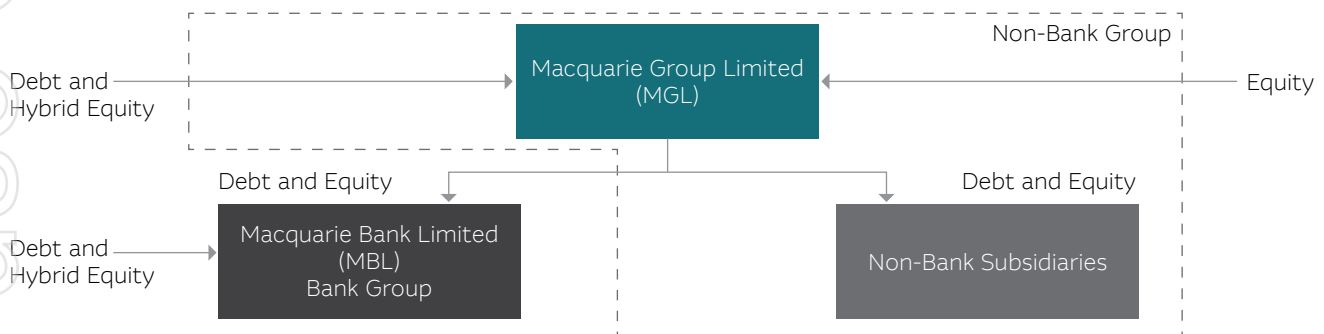 Non-Bank Group
Macquarie Group Limited
(MGL)
Debt and
Hybrid Equity
Equity
Debt and Equity
Debt and Equity
Macquarie Bank Limited
(MBL)
Bank Group
Debt and
Hybrid Equity
Non-Bank Subsidiaries